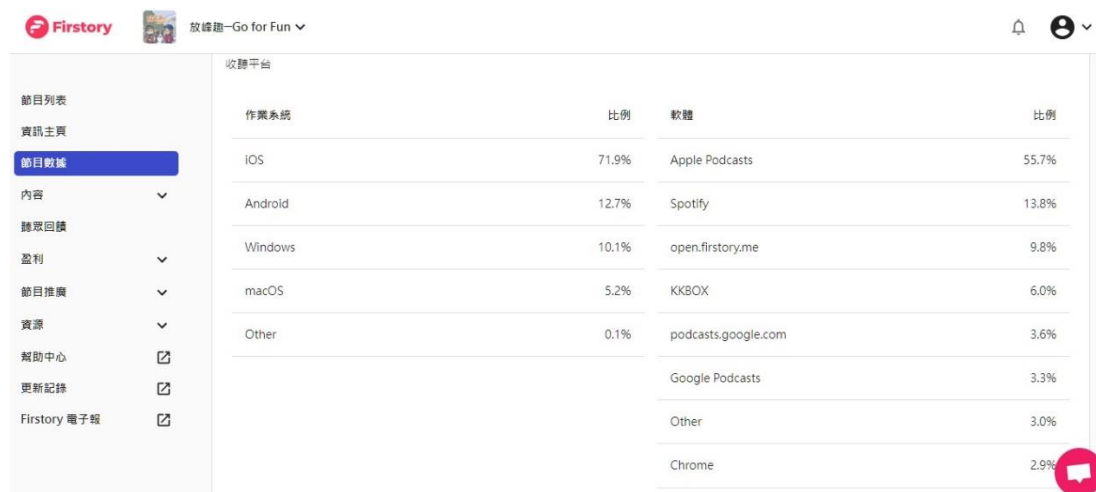 Firstory
放峰趣—Go for Fun
節目列表
資訊主頁
節目數據
內容
聽眾回饋
盈利
節目推廣
資源
幫助中心
更新記錄
Firstory 電子報
收聽平台
作業系統 比例
iOS 71.9%
Android 12.7%
Windows 10.1%
macOS 5.2%
Other 0.1%
軟體 比例
Apple Podcasts 55.7%
Spotify 13.8%
open.firstory.me 9.8%
KKBOX 6.0%
podcasts.google.com 3.6%
Google Podcasts 3.3%
Other 3.0%
Chrome 2.9%